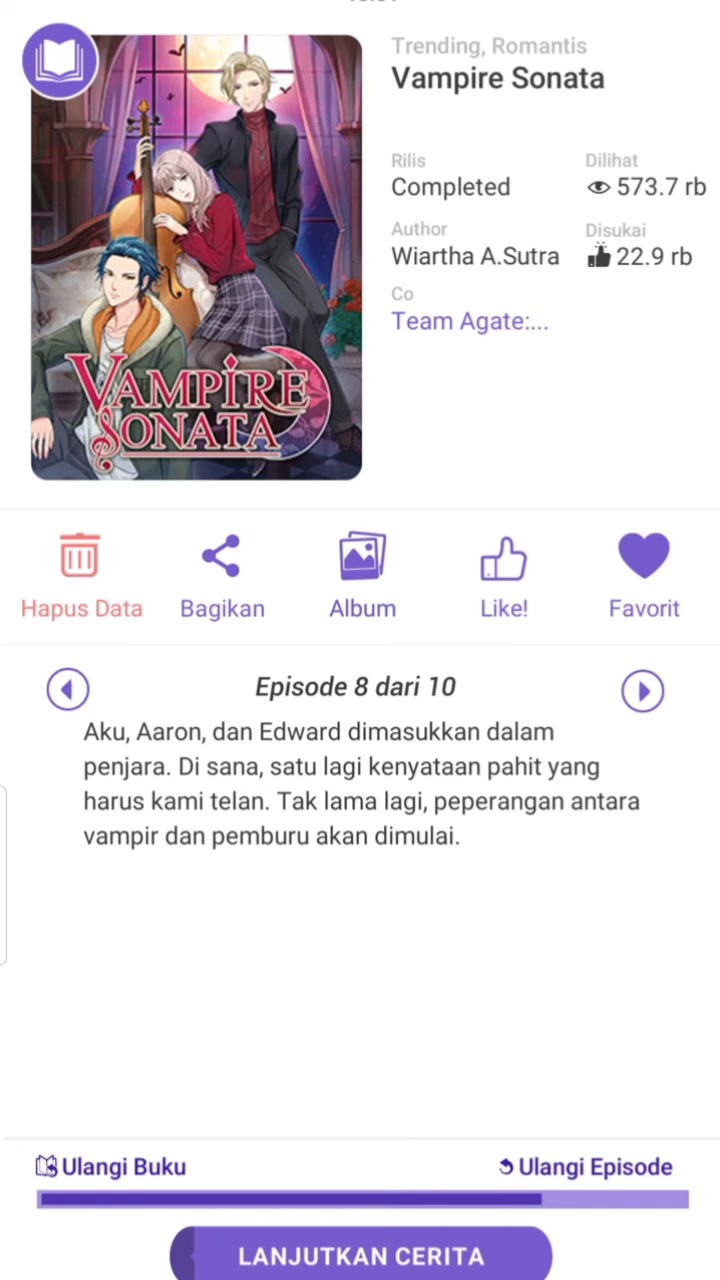 Trending, Romantis
Vampire Sonata
Rilis
Dilihat
Completed
573.7 rb
Author
Disukai
Wiartha A.Sutra
22.9 rb
Co
Team Agate:...
VAMPIRE
SONATA
Hapus Data
Bagikan
Album
Like!
Favorit
Episode 8 dari 10
Aku, Aaron, dan Edward dimasukkan dalam
penjara. Di sana, satu lagi kenyataan pahit yang
harus kami telan. Tak lama lagi, peperangan antara
vampir dan pemburu akan dimulai.
Ulangi Buku
Ulangi Episode
LANJUTKAN CERITA